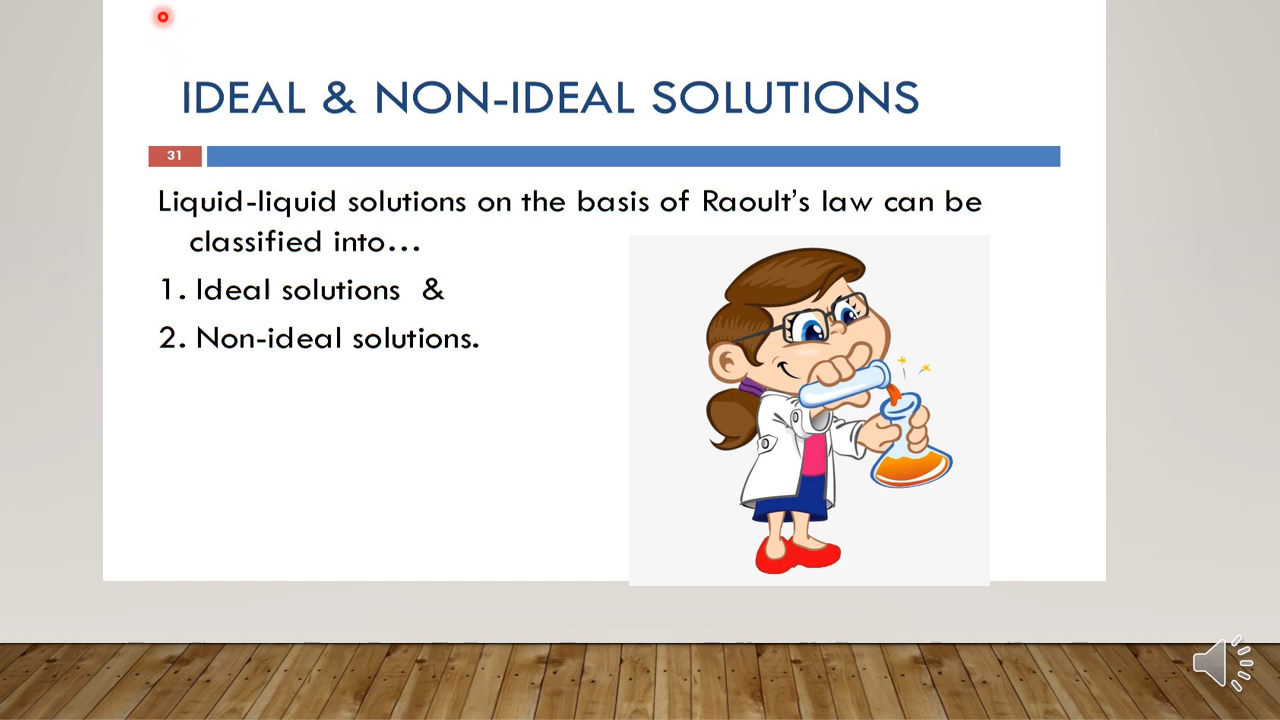 IDEAL & NON-IDEAL SOLUTIONS
31
Liquid-liquid solutions on the basis of Raoult’s law can be
classified into…
1. Ideal solutions &
2. Non-ideal solutions.